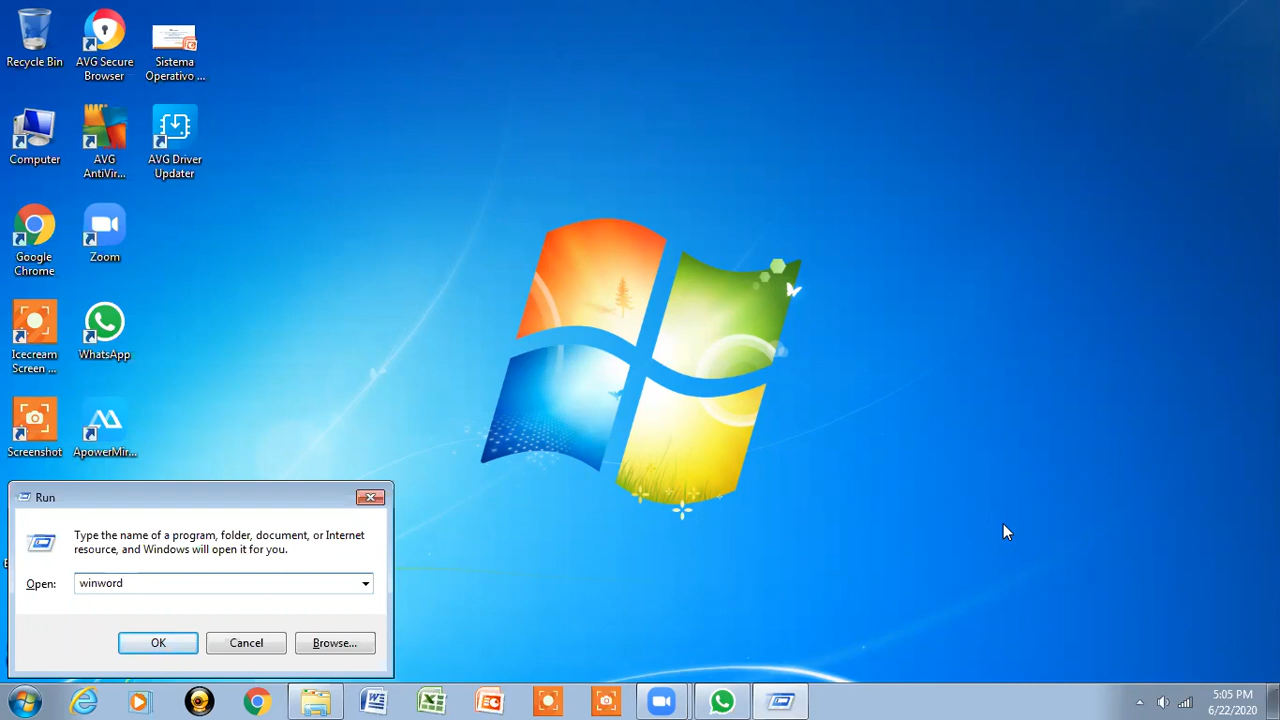 Recycle Bin
AVG Secure
Browser
Sistema
Operativo ...
Computer
AVG
AntiVir...
AVG Driver
Updater
Google
Chrome
Zoom
Icecream
Screen ...
WhatsApp
Screenshot
ApowerMir...
Run
Type the name of a program, folder, document, or Internet
resource, and Windows will open it for you.
Open:
winword
OK
Cancel
Browse...
5:05 PM
6/22/2020